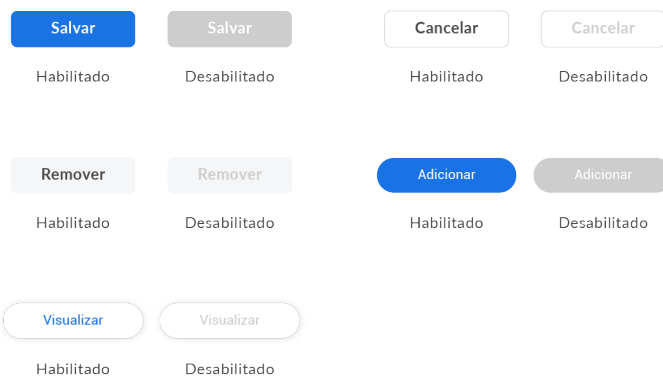 Salvar Salvar Cancelar Cancelar
Habilitado Desabilitado Habilitado Desabilitado
Remover Remover Adicionar Adicionar
Habilitado Desabilitado Habilitado Desabilitado
Visualizar Visualizar
Habilitado Desabilitado